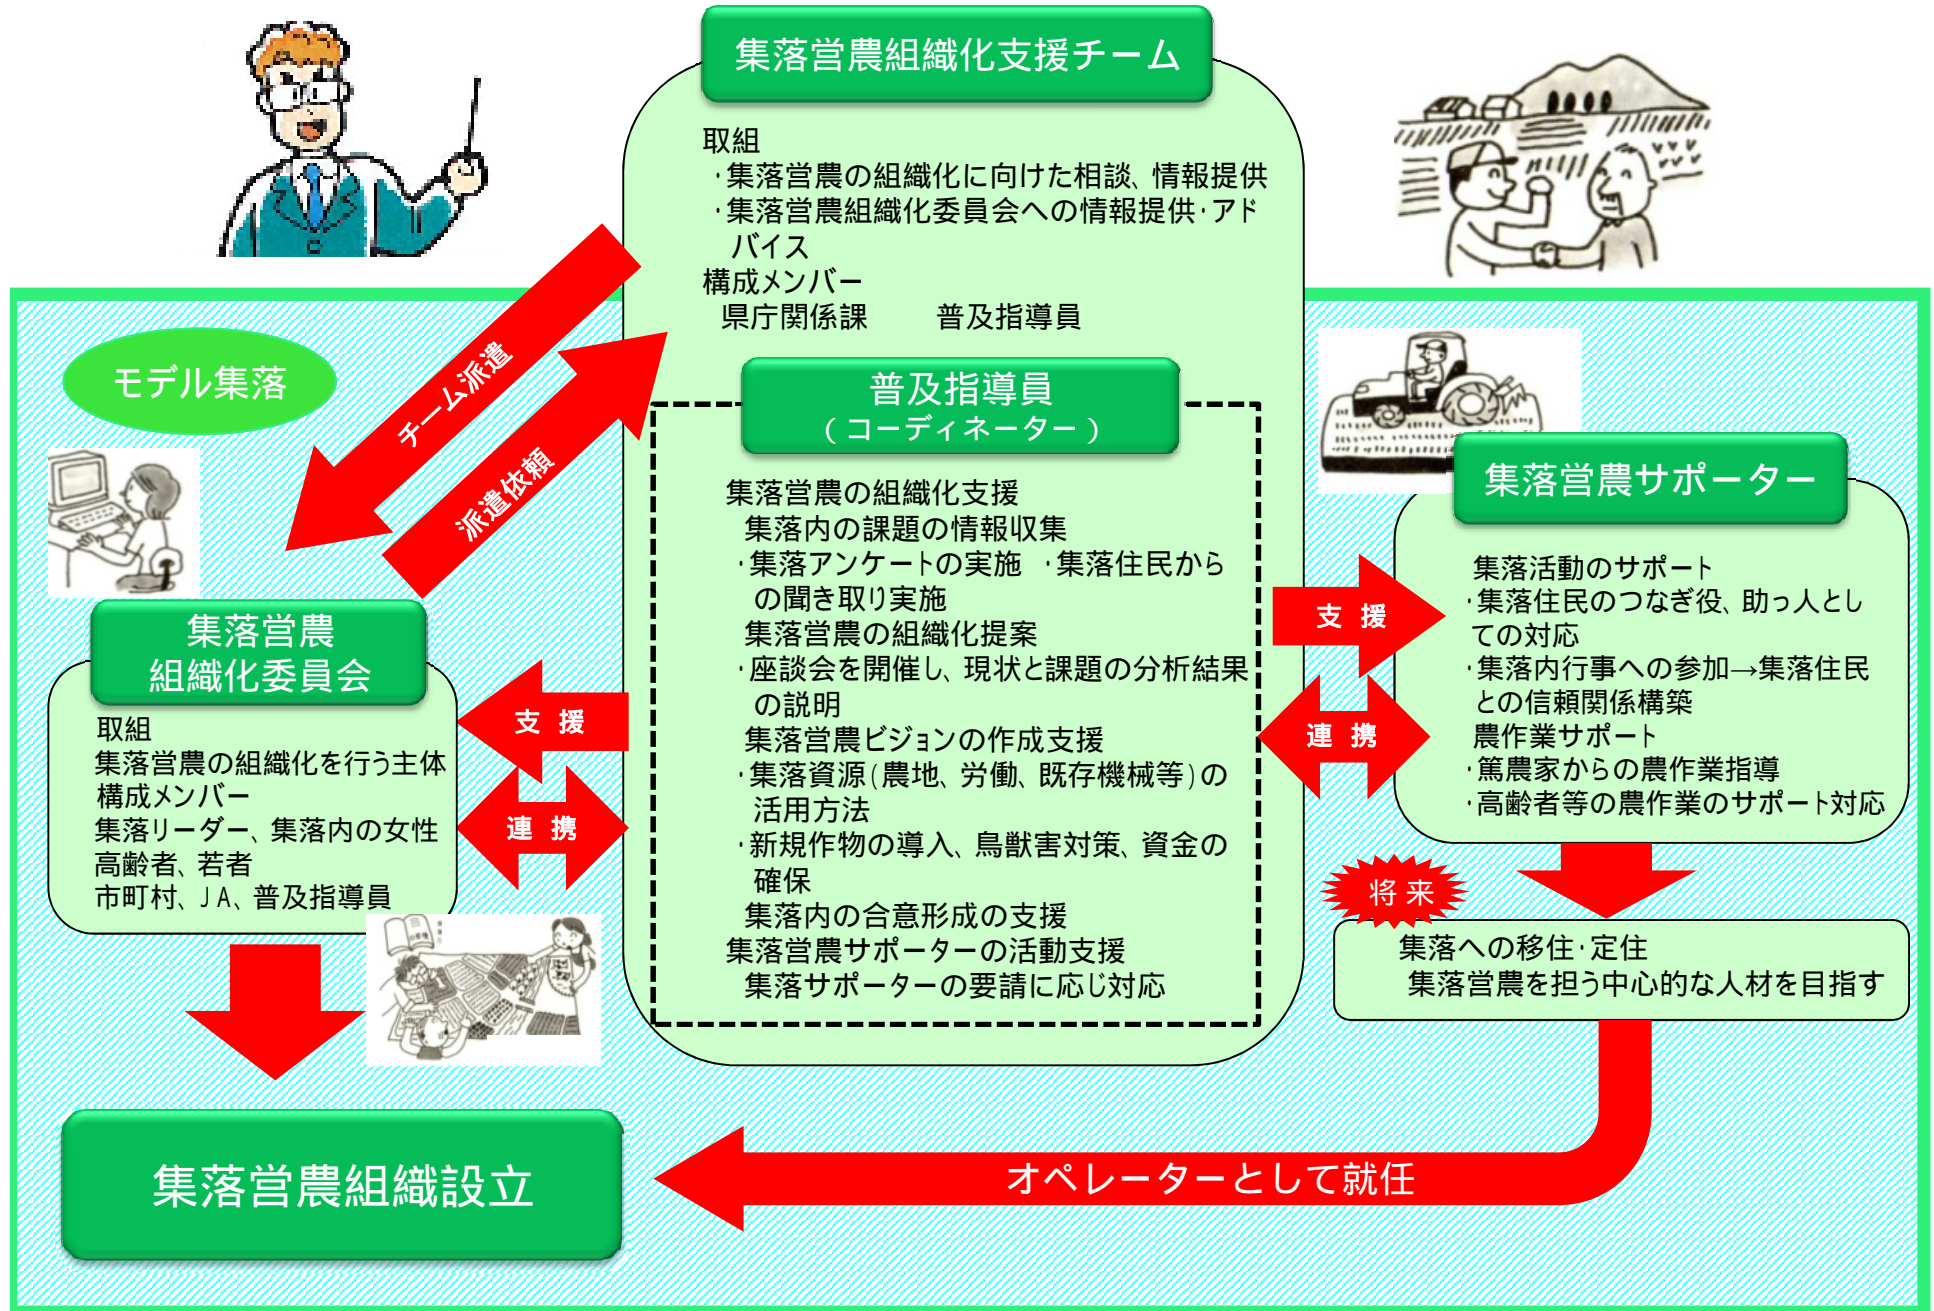 集落営農組織化支援チーム
取組
・集落営農の組織化に向けた相談、情報提供
・集落営農組織化委員会への情報提供・アド
バイス
構成メンバー
県庁関係課　普及指導員
モデル集落
チーム派遣
派遣依頼
普及指導員
（コーディネーター）
集落営農の組織化支援
集落内の課題の情報収集
・集落アンケートの実施　・集落住民から
の聞き取り実施
集落営農の組織化提案
・座談会を開催し、現状と課題の分析結果
の説明
集落営農ビジョンの作成支援
・集落資源(農地、労働、既存機械等)の
活用方法
・新規作物の導入、鳥獣害対策、資金の
確保
集落内の合意形成の支援
集落営農サポーターの活動支援
集落サポーターの要請に応じ対応
集落営農
組織化委員会
取組
集落営農の組織化を行う主体
構成メンバー
集落リーダー、集落内の女性
高齢者、若者
市町村、JA、普及指導員
支　援
連　携
支　援
連　携
集落営農サポーター
集落活動のサポート
・集落住民のつなぎ役、助っ人とし
ての対応
・集落内行事への参加→集落住民
との信頼関係構築
農作業サポート
・篤農家からの農作業指導
・高齢者等の農作業のサポート対応
将来
集落への移住・定住
集落営農を担う中心的な人材を目指す
オペレーターとして就任
集落営農組織設立